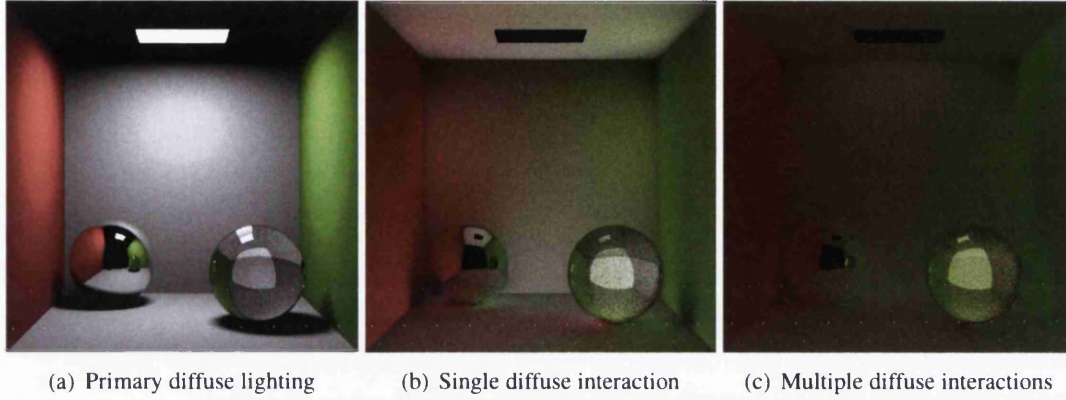 (a) Primary diffuse lighting
(b) Single diffuse interaction
(c) Multiple diffuse interactions